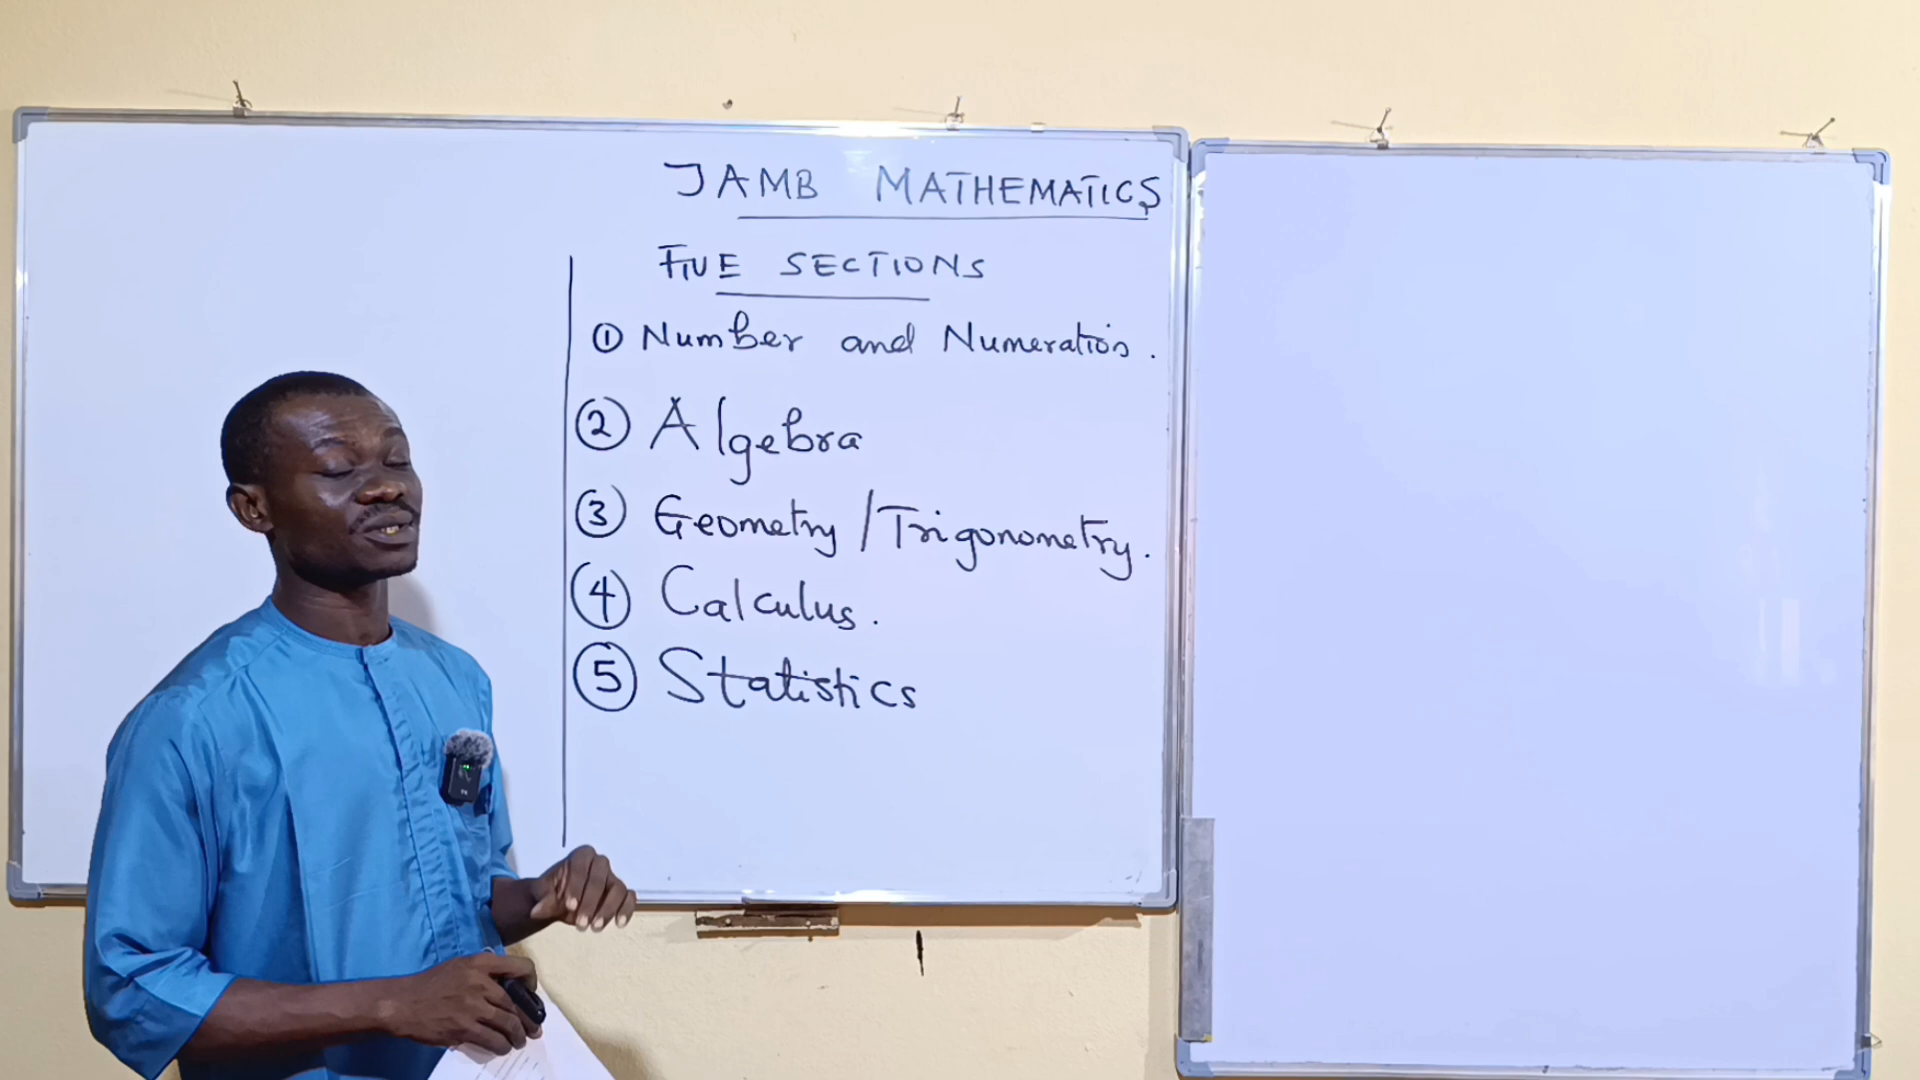 JAMB MATHEMATICS
FIVE SECTIONS
① Number and Numeration.
② Algebra
③ Geometry / Trigonometry.
④ Calculus.
⑤ Statistics